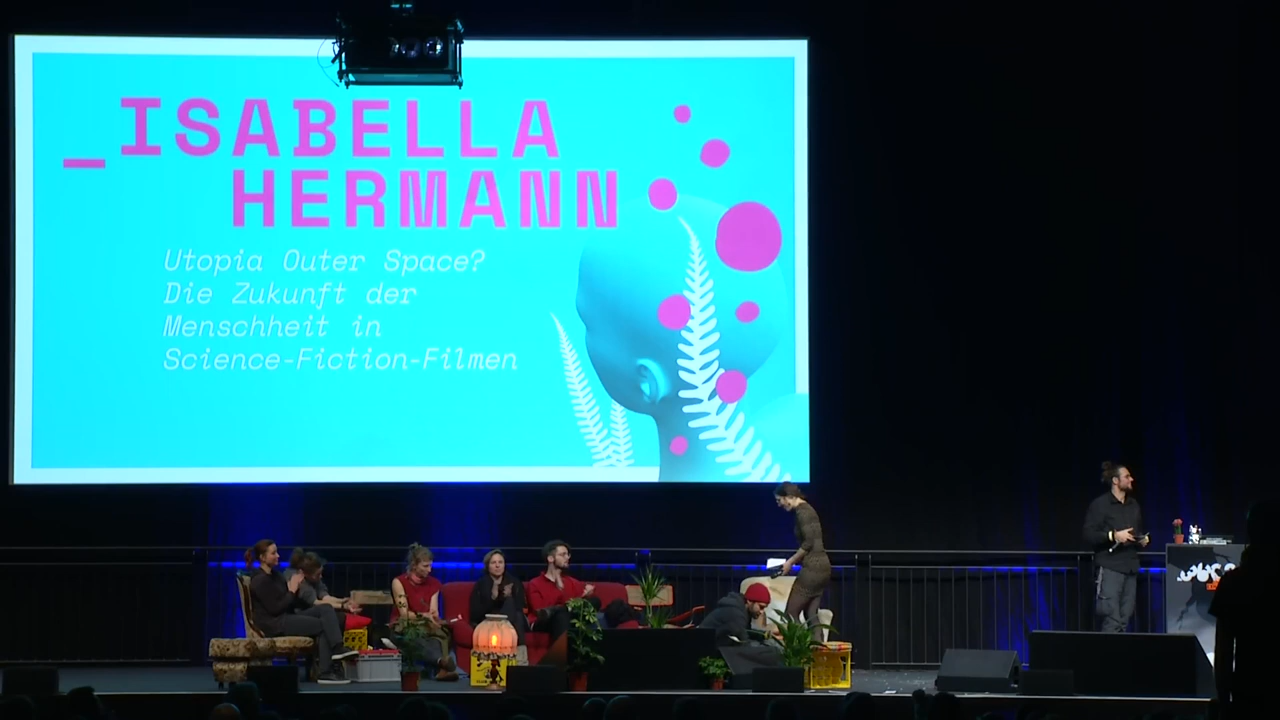 _ISABELLA
HERMANN
Utopia Outer Space?
Die Zukunft der
Menschheit in
Science-Fiction-Filmen